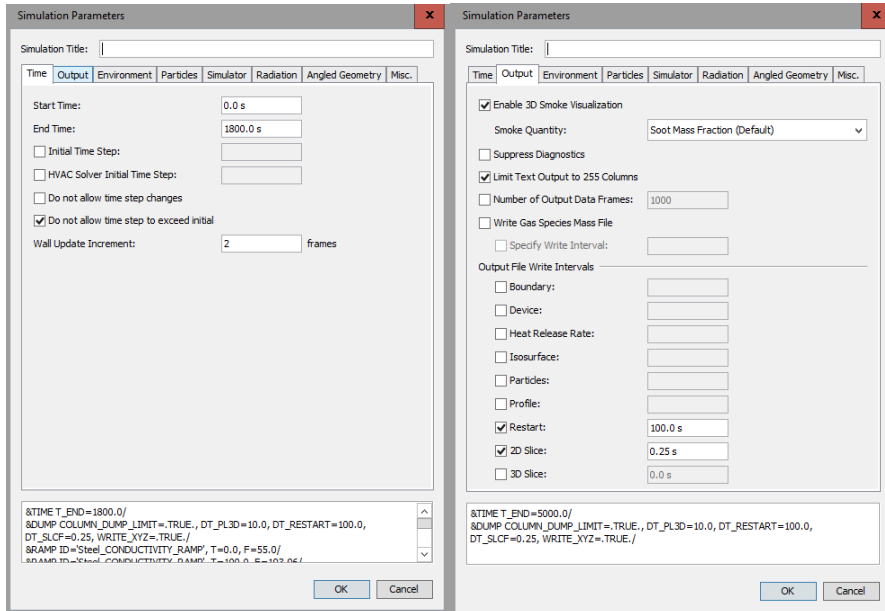 Simulation Parameters
x
Simulation Title:
Time Output Environment Particles Simulator Radiation Angled Geometry Misc.
Start Time: 0.0 s
End Time: 1800.0 s
Initial Time Step:
HVAC Solver Initial Time Step:
Do not allow time step changes
Do not allow time step to exceed initial
Wall Update Increment: 2 frames
&TIME T_END=1800.0/
&DUMP COLUMN_DUMP_LIMIT=.TRUE., DT_PL3D=10.0, DT_RESTART=100.0,
DT_SLCF=0.25, WRITE_XYZ=.TRUE./
&RAMP ID='Steel_CONDUCTIVITY_RAMP', T=0.0, F=55.0/
&RAMP ID='Steel_CONDUCTIVITY_RAMP', T=100.0, F=103.06/
OK Cancel
Simulation Parameters
x
Simulation Title:
Time Output Environment Particles Simulator Radiation Angled Geometry Misc.
Enable 3D Smoke Visualization
Smoke Quantity: Soot Mass Fraction (Default)
Suppress Diagnostics
Limit Text Output to 255 Columns
Number of Output Data Frames: 1000
Write Gas Species Mass File
Specify Write Interval:
Output File Write Intervals
Boundary:
Device:
Heat Release Rate:
Isosurface:
Particles:
Profile:
Restart: 100.0 s
2D Slice: 0.25 s
3D Slice: 0.0 s
&TIME T_END=5000.0/
&DUMP COLUMN_DUMP_LIMIT=.TRUE., DT_PL3D=10.0, DT_RESTART=100.0,
DT_SLCF=0.25, WRITE_XYZ=.TRUE./
OK Cancel